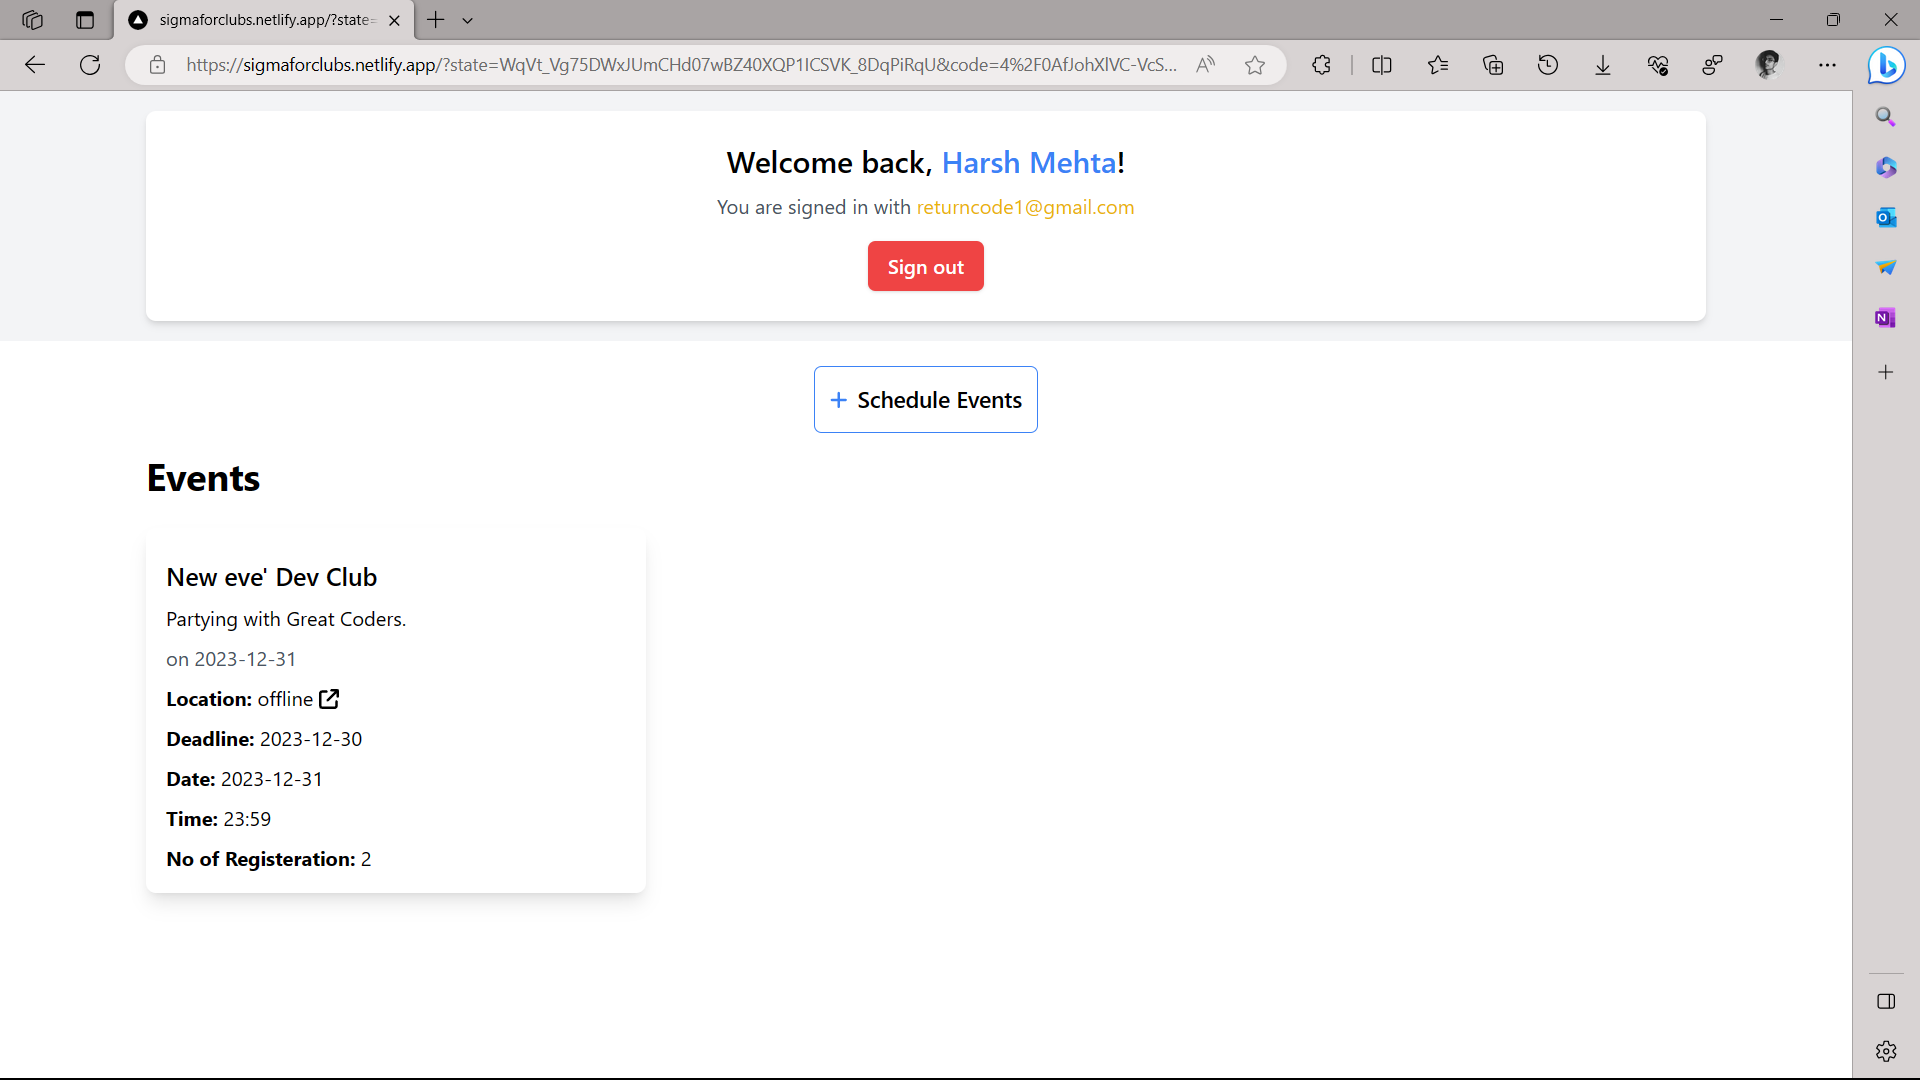 sigmaforclubs.netlify.app/?state=
https://sigmaforclubs.netlify.app/?state=WqVt_Vg75DWxJUmCHd07wBZ40XQP1ICSVK_8DqPiRqU&code=4%2F0AfJohXlVC-VcS...
Welcome back, Harsh Mehta!
You are signed in with returncode1@gmail.com
Sign out
+ Schedule Events
Events
New eve' Dev Club
Partying with Great Coders.
on 2023-12-31
Location: offline
Deadline: 2023-12-30
Date: 2023-12-31
Time: 23:59
No of Registeration: 2